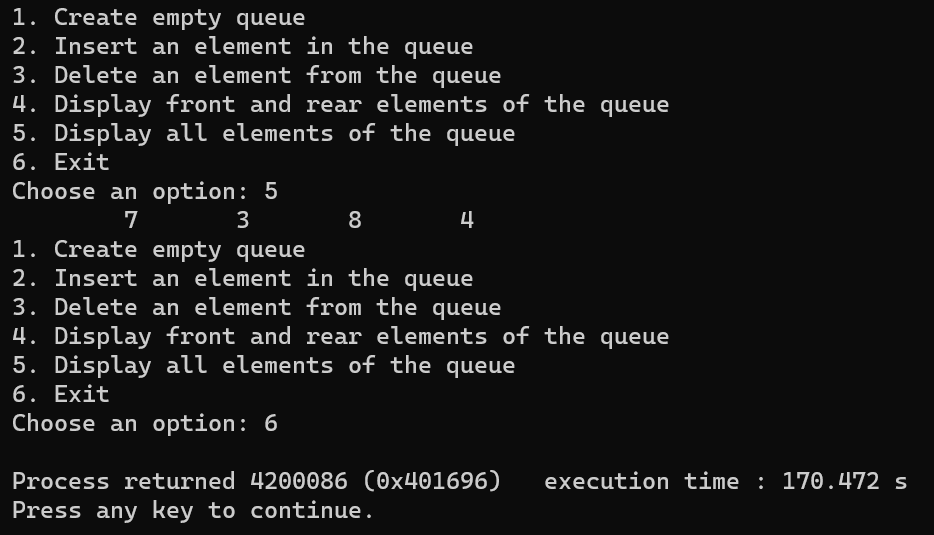 1. Create empty queue
2. Insert an element in the queue
3. Delete an element from the queue
4. Display front and rear elements of the queue
5. Display all elements of the queue
6. Exit
Choose an option: 5
7 3 8 4
1. Create empty queue
2. Insert an element in the queue
3. Delete an element from the queue
4. Display front and rear elements of the queue
5. Display all elements of the queue
6. Exit
Choose an option: 6
Process returned 4200086 (0x401696) execution time : 170.472 s
Press any key to continue.